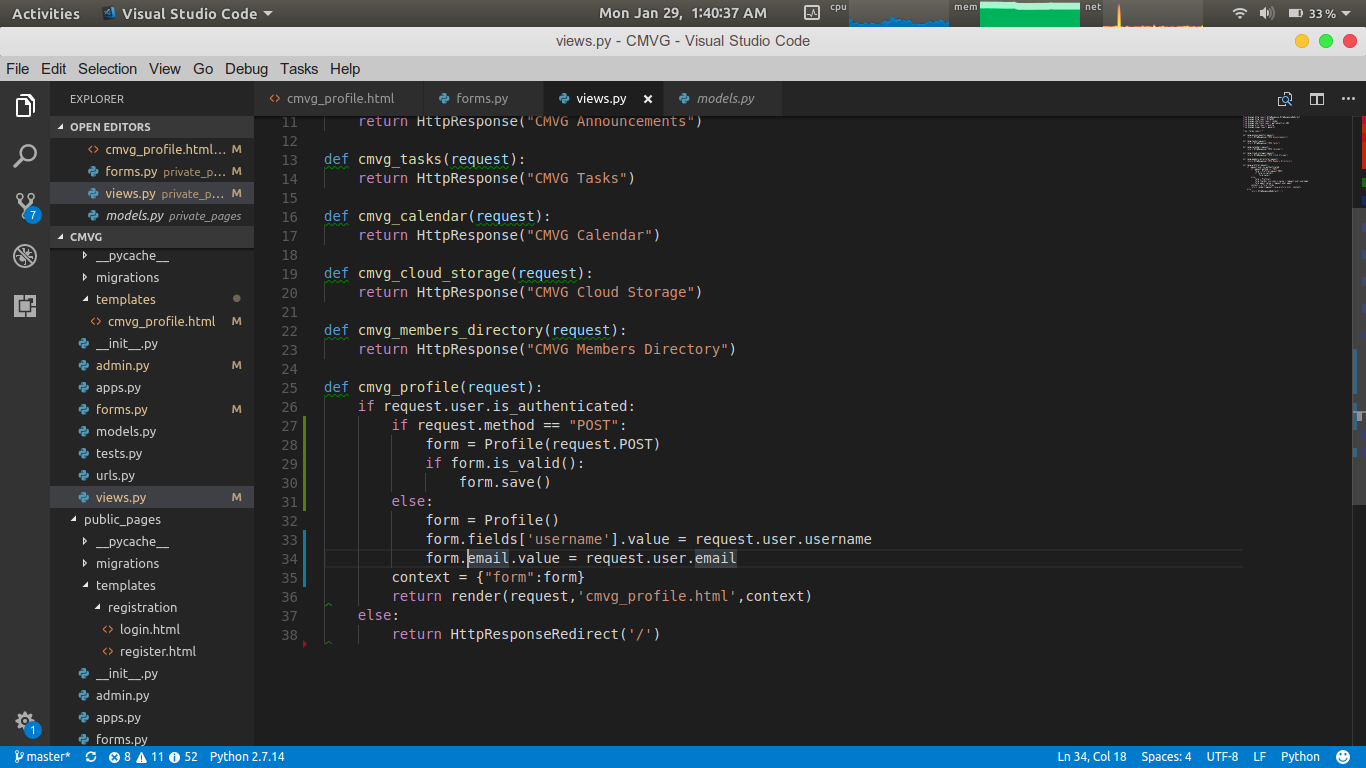 Activities Visual Studio Code Mon Jan 29, 1:40:37 AM cpu mem net 33 %
views.py - CMVG - Visual Studio Code
File Edit Selection View Go Debug Tasks Help
EXPLORER
OPEN EDITORS
cmvg_profile.html... M
forms.py private_p... M
views.py private_p... M
models.py private_pages
CMVG
__pycache__
migrations
templates
cmvg_profile.html M
__init__.py
admin.py M
apps.py
forms.py M
models.py
tests.py
urls.py
views.py M
public_pages
__pycache__
migrations
templates
registration
login.html
register.html
__init__.py
admin.py
apps.py
forms.py
7
1
cmvg_profile.html forms.py views.py models.py
11 return HttpResponse("CMVG Announcements")
12
13 def cmvg_tasks(request):
14 return HttpResponse("CMVG Tasks")
15
16 def cmvg_calendar(request):
17 return HttpResponse("CMVG Calendar")
18
19 def cmvg_cloud_storage(request):
20 return HttpResponse("CMVG Cloud Storage")
21
22 def cmvg_members_directory(request):
23 return HttpResponse("CMVG Members Directory")
24
25 def cmvg_profile(request):
26 if request.user.is_authenticated:
27 if request.method == "POST":
28 form = Profile(request.POST)
29 if form.is_valid():
30 form.save()
31 else:
32 form = Profile()
33 form.fields['username'].value = request.user.username
34 form.email.value = request.user.email
35 context = {"form":form}
36 return render(request,'cmvg_profile.html',context)
37 else:
38 return HttpResponseRedirect('/')
master* 8 11 52 Python 2.7.14 Ln 34, Col 18 Spaces: 4 UTF-8 LF Python